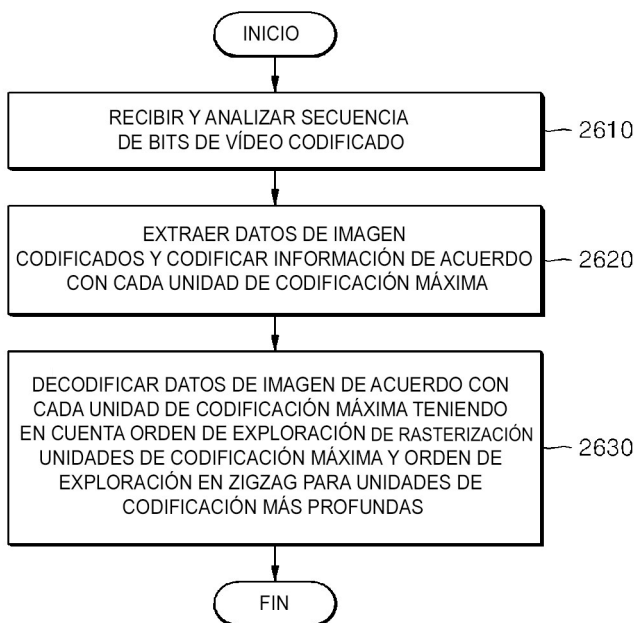 INICIO
RECIBIR Y ANALIZAR SECUENCIA
DE BITS DE VÍDEO CODIFICADO
2610
EXTRAER DATOS DE IMAGEN
CODIFICADOS Y CODIFICAR INFORMACIÓN DE ACUERDO
CON CADA UNIDAD DE CODIFICACIÓN MÁXIMA
2620
DECODIFICAR DATOS DE IMAGEN DE ACUERDO CON
CADA UNIDAD DE CODIFICACIÓN MÁXIMA TENIENDO
EN CUENTA ORDEN DE EXPLORACIÓN DE RASTERIZACIÓN
UNIDADES DE CODIFICACIÓN MÁXIMA Y ORDEN DE
EXPLORACIÓN EN ZIGZAG PARA UNIDADES DE
CODIFICACIÓN MÁS PROFUNDAS
2630
FIN